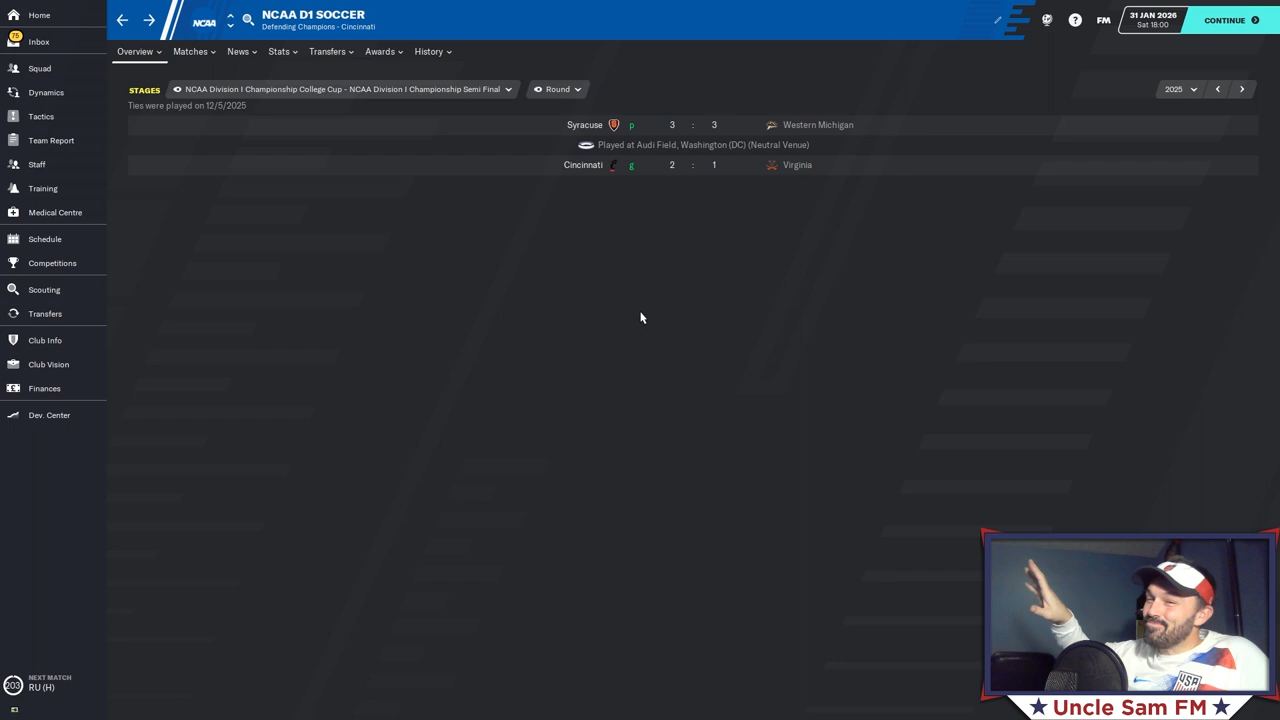 Home
75
Inbox
Squad
Dynamics
Tactics
Team Report
Staff
Training
Medical Centre
Schedule
Competitions
Scouting
Transfers
Club Info
Club Vision
Finances
Dev. Center
203
NEXT MATCH
RU (H)
NCAA
NCAA D1 SOCCER
Defending Champions - Cincinnati
?
FM
31 JAN 2026
Sat 18:00
CONTINUE
Overview Matches News Stats Transfers Awards History
STAGES NCAA Division I Championship College Cup - NCAA Division I Championship Semi Final Round 2025
Ties were played on 12/5/2025
Syracuse p 3 : 3 Western Michigan
Played at Audi Field, Washington (DC) (Neutral Venue)
Cincinnati g 2 : 1 Virginia
USA
Uncle Sam FM